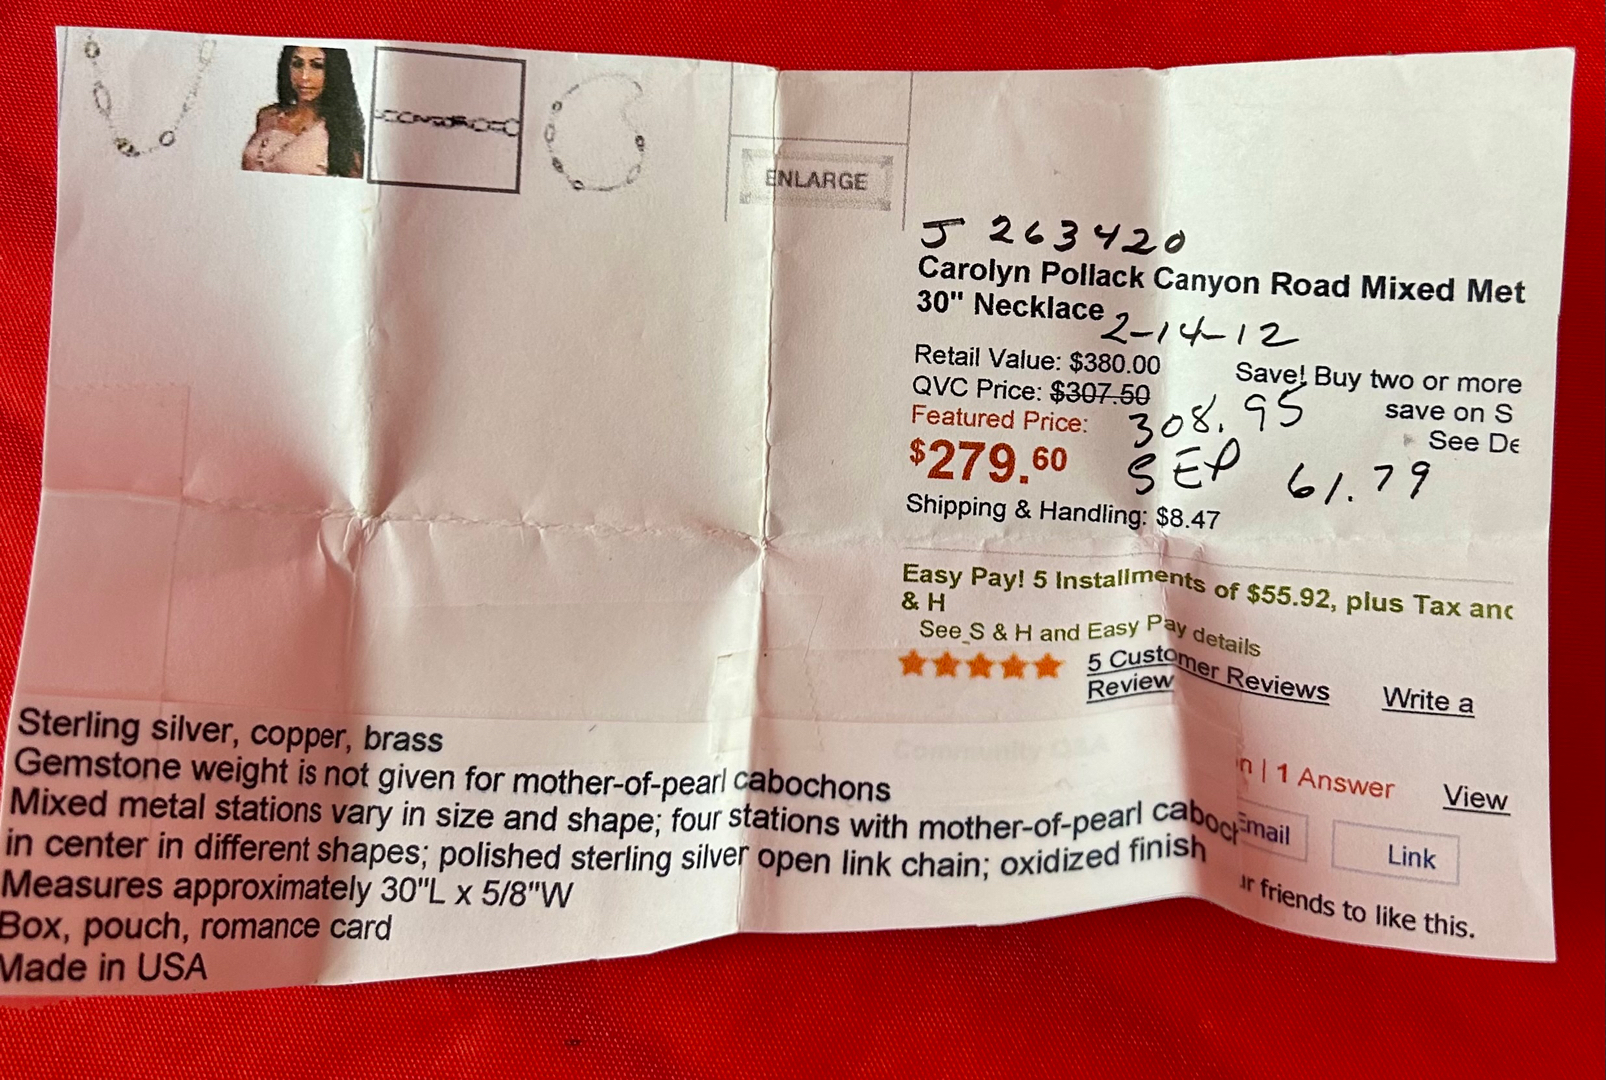 ENLARGE
J 263420
Carolyn Pollack Canyon Road Mixed Met
30" Necklace 2-14-12
Retail Value: $380.00
Save! Buy two or more
QVC Price: $307.50
save on S
Featured Price: 308.95
See De
$279.60 SEP 61.79
Shipping & Handling: $8.47
Easy Pay! 5 Installments of $55.92, plus Tax and
& H
See S & H and Easy Pay details
5 Customer Reviews Write a
Review
Community Q&A
n | 1 Answer View
Email Link
ur friends to like this.
Sterling silver, copper, brass
Gemstone weight is not given for mother-of-pearl cabochons
Mixed metal stations vary in size and shape; four stations with mother-of-pearl caboch
in center in different shapes; polished sterling silver open link chain; oxidized finish
Measures approximately 30"L x 5/8"W
Box, pouch, romance card
Made in USA